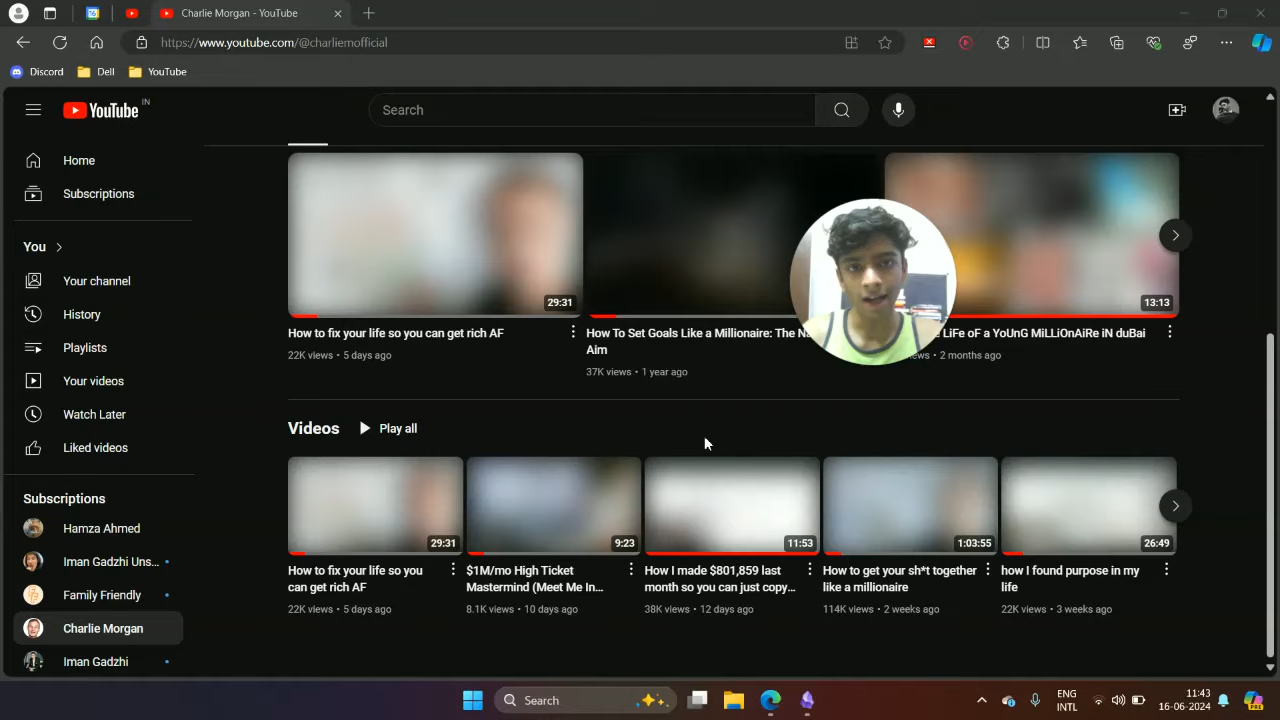 Charlie Morgan - YouTube
https://www.youtube.com/@charliemofficial
Discord
Dell
YouTube
YouTube IN
Search
Home
Subscriptions
You
Your channel
History
Playlists
Your videos
Watch Later
Liked videos
Subscriptions
Hamza Ahmed
Iman Gadzhi Uns...
Family Friendly
Charlie Morgan
Iman Gadzhi
29:31
13:13
How to fix your life so you can get rich AF
22K views • 5 days ago
How To Set Goals Like a Millionaire: The
Aim
37K views • 1 year ago
LiFe oF a YoUnG MiLLiOnAiRe iN duBai
• 2 months ago
Videos
Play all
29:31
9:23
11:53
1:03:55
26:49
How to fix your life so you
can get rich AF
22K views • 5 days ago
$1M/mo High Ticket
Mastermind (Meet Me In...
8.1K views • 10 days ago
How I made $801,859 last
month so you can just copy...
38K views • 12 days ago
How to get your sh*t together
like a millionaire
114K views • 2 weeks ago
how I found purpose in my
life
22K views • 3 weeks ago
Search
ENG
INTL
11:43
16-06-2024